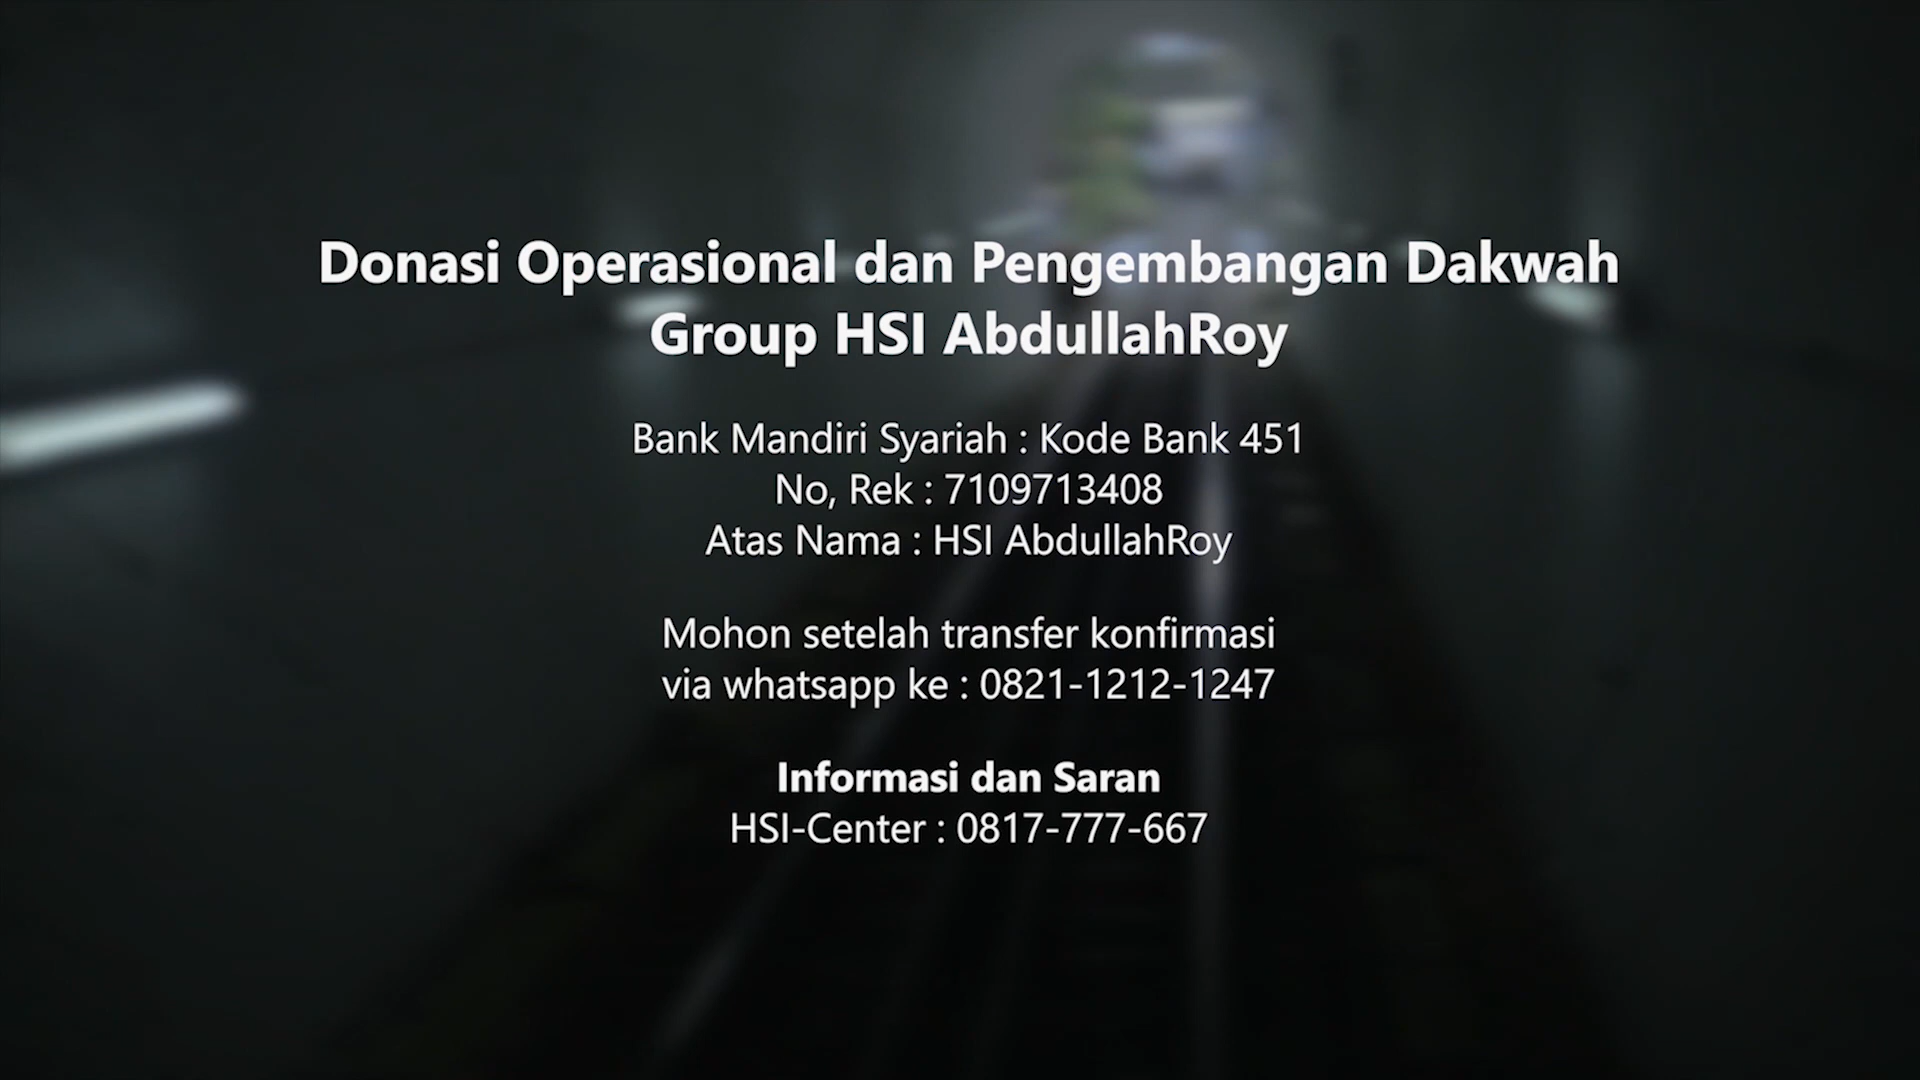 Donasi Operasional dan Pengembangan Dakwah
Group HSI AbdullahRoy
Bank Mandiri Syariah : Kode Bank 451
No, Rek : 7109713408
Atas Nama : HSI AbdullahRoy
Mohon setelah transfer konfirmasi
via whatsapp ke : 0821-1212-1247
Informasi dan Saran
HSI-Center : 0817-777-667